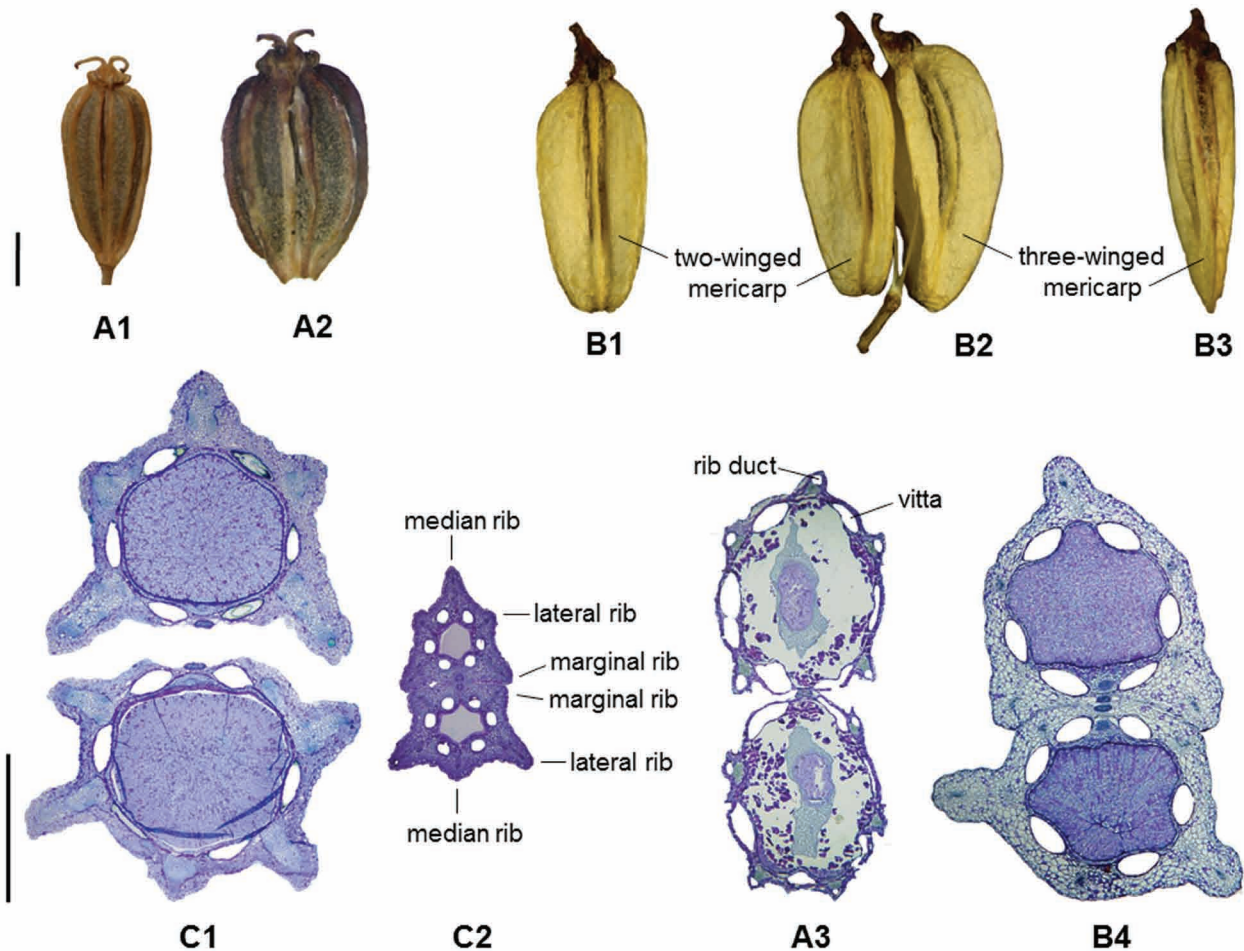 A1
A2
two-winged
mericarp
B1
B2
three-winged
mericarp
B3
median rib
lateral rib
marginal rib
marginal rib
lateral rib
median rib
rib duct
vitta
C1
C2
A3
B4